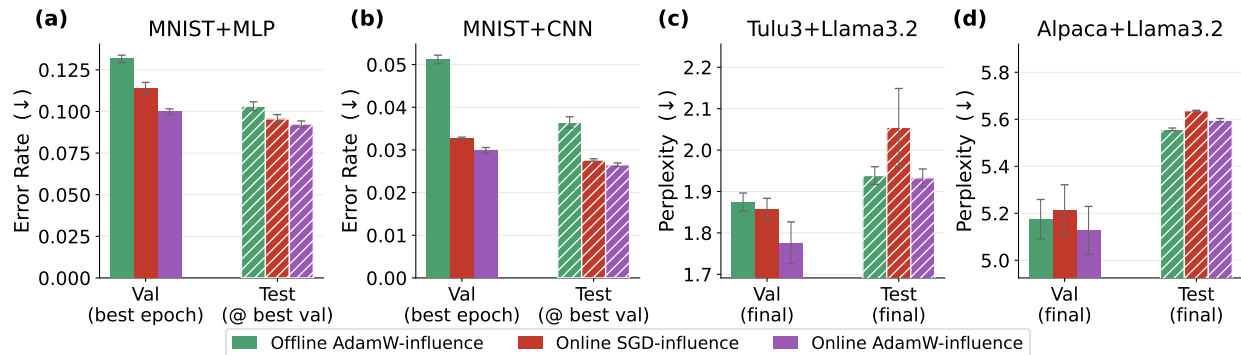 (a)
MNIST+MLP
Error Rate (↓)
0.125
0.100
0.075
0.050
0.025
0.000
Val
(best epoch)
Test
(@ best val)
(b)
MNIST+CNN
Error Rate (↓)
0.05
0.04
0.03
0.02
0.01
0.00
Val
(best epoch)
Test
(@ best val)
(c)
Tulu3+Llama3.2
Perplexity (↓)
2.2
2.1
2.0
1.9
1.8
1.7
Val
(final)
Test
(final)
(d)
Alpaca+Llama3.2
Perplexity (↓)
5.8
5.6
5.4
5.2
5.0
Val
(final)
Test
(final)
Offline AdamW-influence
Online SGD-influence
Online AdamW-influence